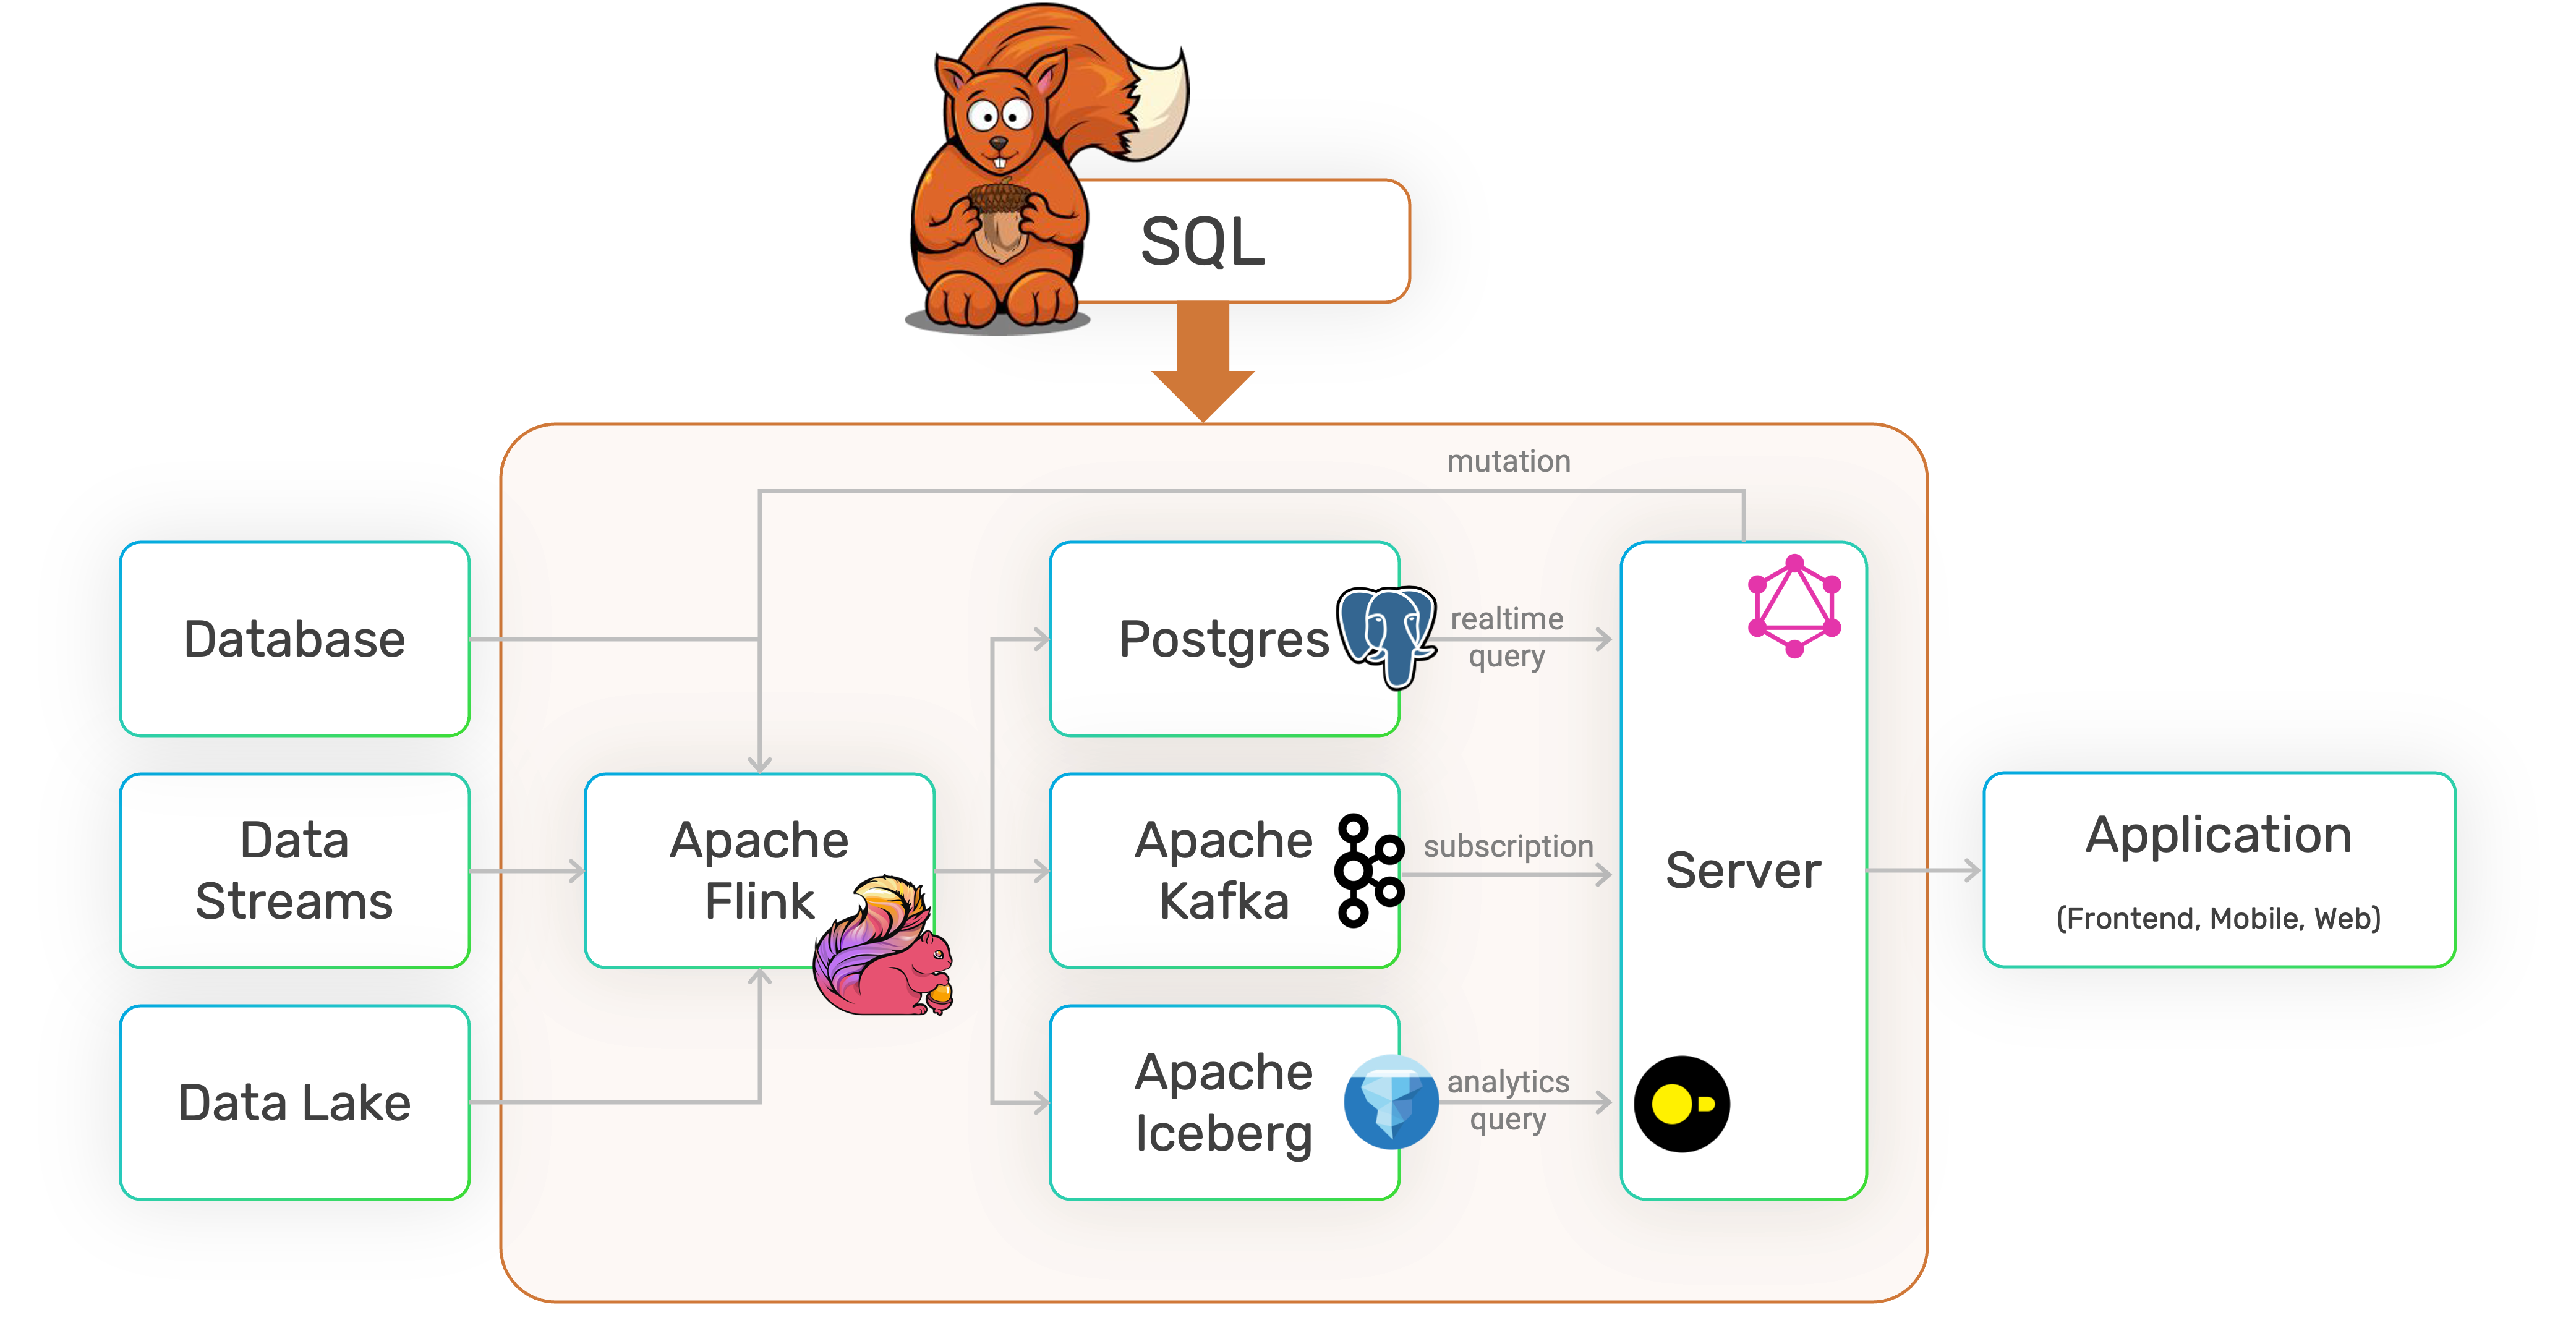 SQL
mutation
Database
Postgres
realtime
query
Data
Streams
Apache
Flink
Apache
Kafka
subscription
Server
Application
(Frontend, Mobile, Web)
Data Lake
Apache
Iceberg
analytics
query